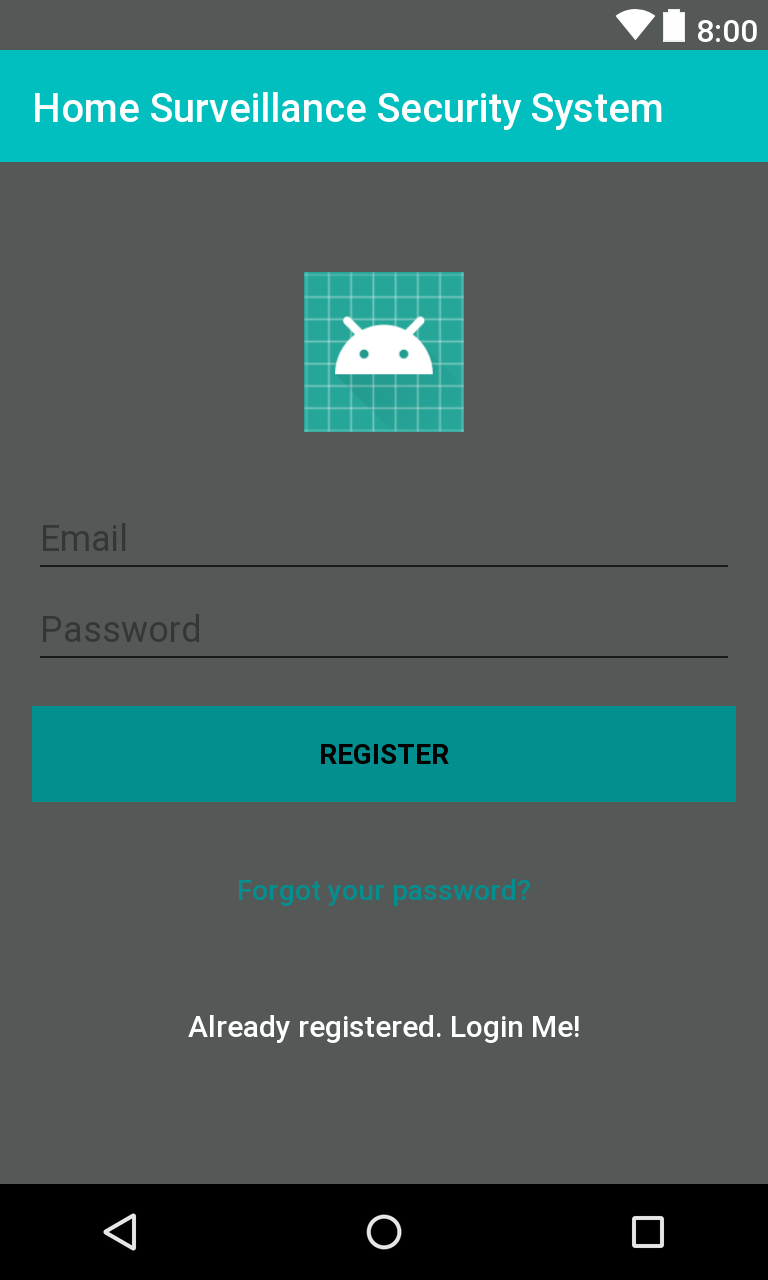 8:00
Home Surveillance Security System
Email
Password
REGISTER
Forgot your password?
Already registered. Login Me!